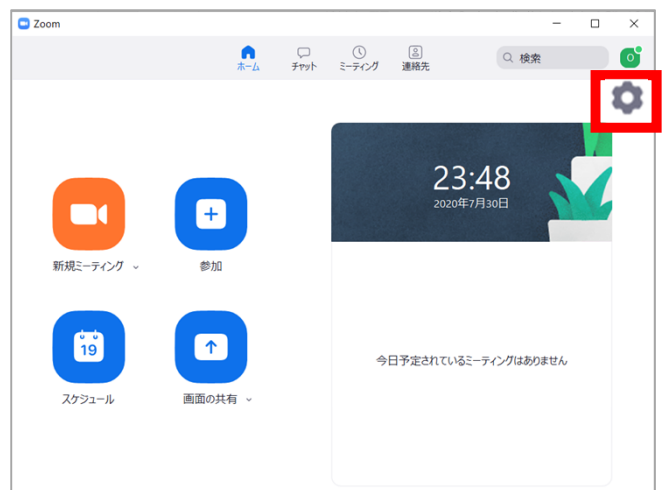 Zoom
ホーム
チャット
ミーティング
連絡先
検索
O
23:48
2020年7月30日
新規ミーティング
参加
19
スケジュール
画面の共有
今日予定されているミーティングはありません